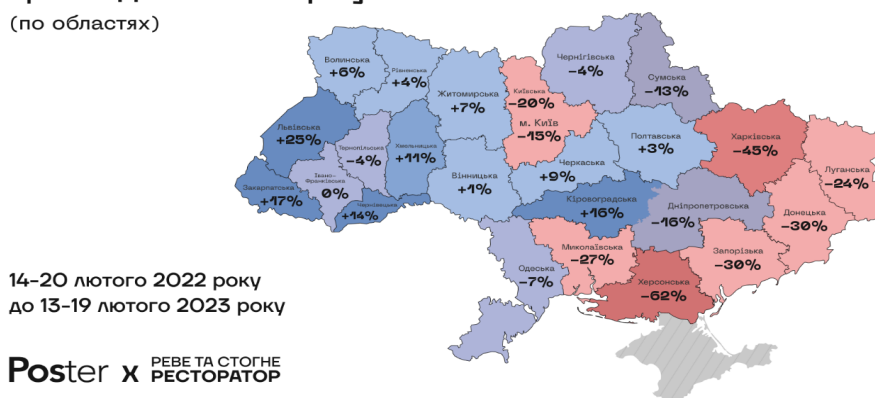 (по областях)
Волинська
+6%
Рівненська
+4%
Житомирська
+7%
Київська
-20%
м. Київ
-15%
Чернігівська
-4%
Сумська
-13%
Львівська
+25%
Тернопільська
-4%
Хмельницька
+11%
Вінницька
+1%
Черкаська
+9%
Полтавська
+3%
Харківська
-45%
Луганська
-24%
Закарпатська
+17%
Івано-
Франківська
0%
Чернівецька
+14%
Кіровоградська
+16%
Дніпропетровська
-16%
Донецька
-30%
Одеська
-7%
Миколаївська
-27%
Запорізька
-30%
Херсонська
-62%
14-20 лютого 2022 року
до 13-19 лютого 2023 року
Poster x РЕВЕ ТА СТОГНЕ
РЕСТОРАТОР